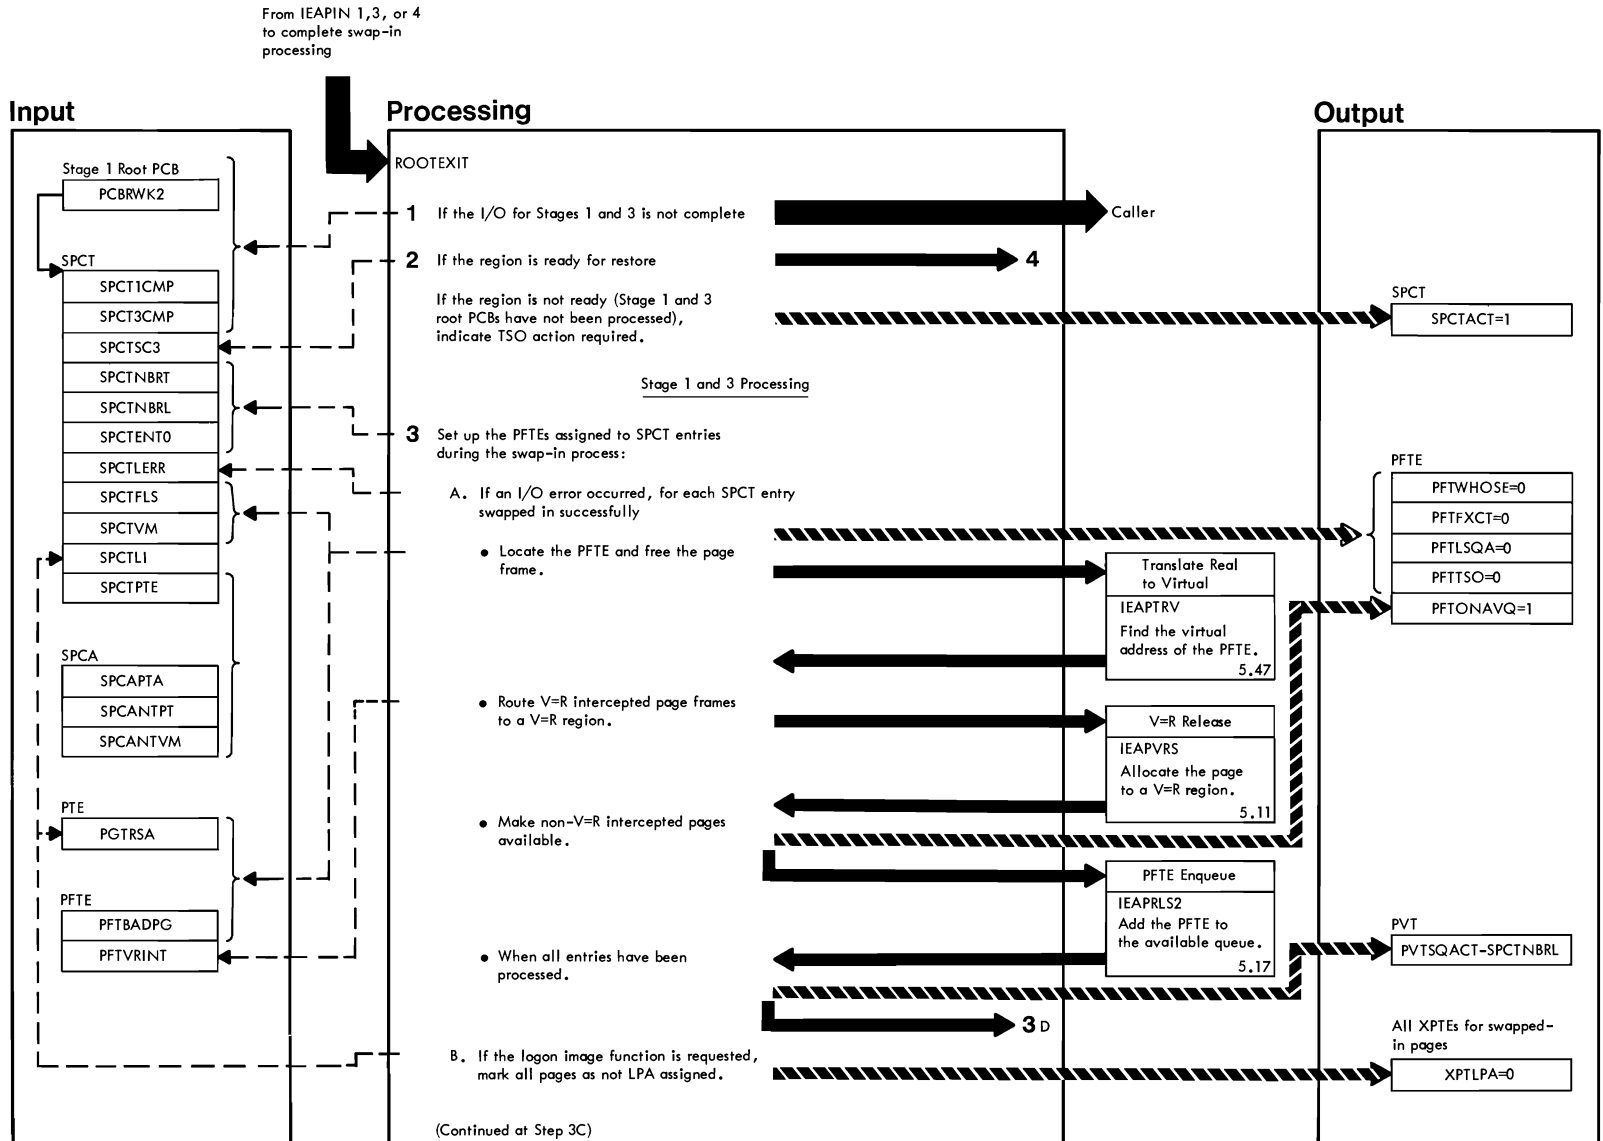 From IEAPIN 1,3, or 4
to complete swap-in
processing
Input
Processing
Output
Stage 1 Root PCB
PCBRWK2
SPCT
SPCT1CMP
SPCT3CMP
SPCTSC3
SPCTNBRT
SPCTNBRL
SPCTENT0
SPCTLERR
SPCTFLS
SPCTVM
SPCTLI
SPCTPTE
SPCA
SPCAPTA
SPCANTPT
SPCANTVM
PTE
PGTRSA
PFTE
PFTBADPG
PFTVRINT
ROOTEXIT
1 If the I/O for Stages 1 and 3 is not complete
Caller
2 If the region is ready for restore
4
If the region is not ready (Stage 1 and 3
root PCBs have not been processed),
indicate TSO action required.
Stage 1 and 3 Processing
3 Set up the PFTEs assigned to SPCT entries
during the swap-in process:
A. If an I/O error occurred, for each SPCT entry
swapped in successfully
• Locate the PFTE and free the page
frame.
Translate Real
to Virtual
IEAPTRV
Find the virtual
address of the PFTE.
5.47
• Route V=R intercepted page frames
to a V=R region.
V=R Release
IEAPVRS
Allocate the page
to a V=R region.
5.11
• Make non-V=R intercepted pages
available.
PFTE Enqueue
IEAPRLS2
Add the PFTE to
the available queue.
5.17
• When all entries have been
processed.
3 D
B. If the logon image function is requested,
mark all pages as not LPA assigned.
(Continued at Step 3C)
SPCT
SPCTACT=1
PFTE
PFTWHOSE=0
PFTFXCT=0
PFTLSQA=0
PFTTSO=0
PFTONAVQ=1
PVT
PVTSQACT-SPCTNBRL
All XPTEs for swapped-
in pages
XPTLPA=0